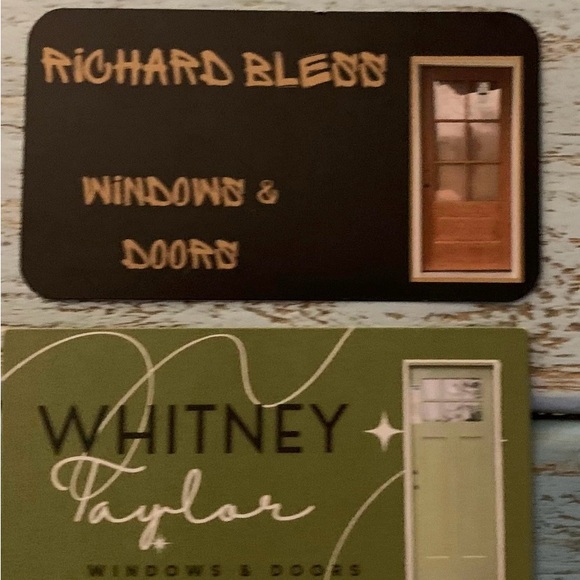 RiCHARD BLESS
WiNDOWS &
DOORS
WHITNEY
Taylor
WINDOWS & DOORS